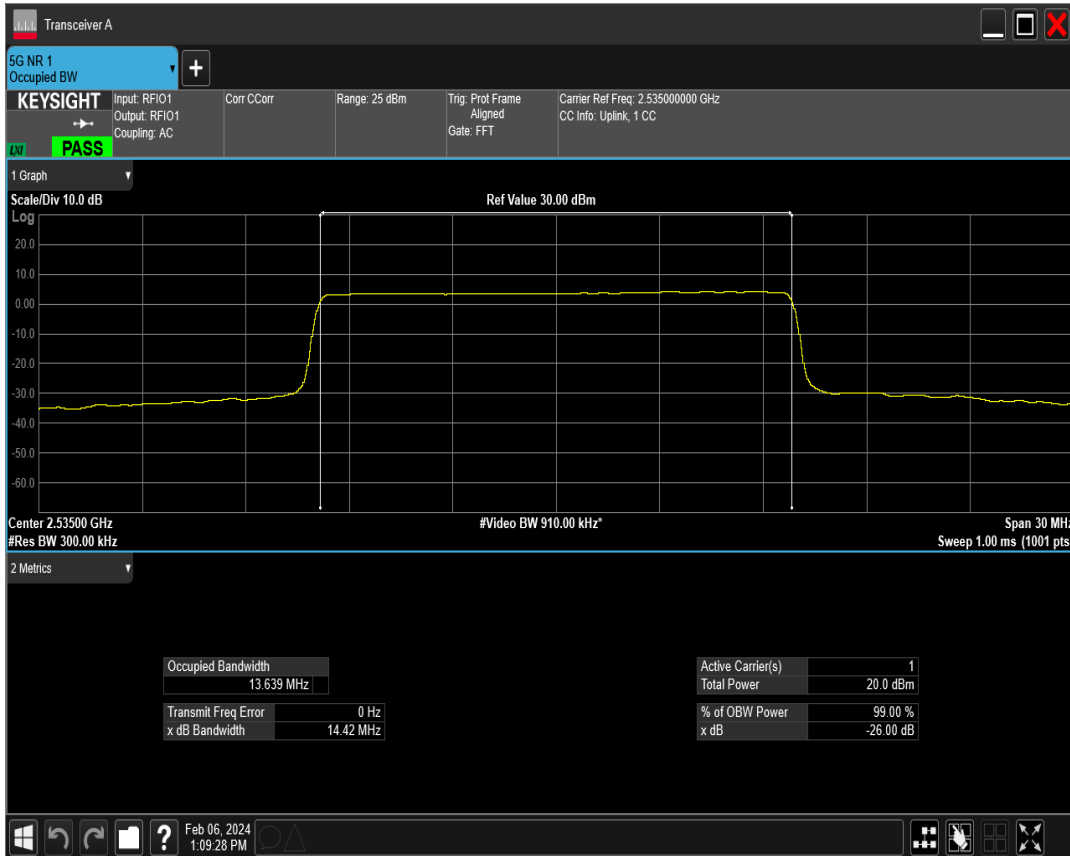 Transceiver A
5G NR 1
Occupied BW
+
KEYSIGHT
LXI
PASS
Input: RFIO1
Output: RFIO1
Coupling: AC
Corr CCorr
Range: 25 dBm
Trig: Prot Frame
Aligned
Gate: FFT
Carrier Ref Freq: 2.535000000 GHz
CC Info: Uplink, 1 CC
1 Graph
Scale/Div 10.0 dB
Ref Value 30.00 dBm
Log
20.0
10.0
0.00
-10.0
-20.0
-30.0
-40.0
-50.0
-60.0
Center 2.53500 GHz
#Video BW 910.00 kHz*
Span 30 MHz
#Res BW 300.00 kHz
Sweep 1.00 ms (1001 pts
2 Metrics
Occupied Bandwidth
13.639 MHz
Transmit Freq Error 0 Hz
x dB Bandwidth 14.42 MHz
Active Carrier(s) 1
Total Power 20.0 dBm
% of OBW Power 99.00 %
x dB -26.00 dB
?
Feb 06, 2024
1:09:28 PM